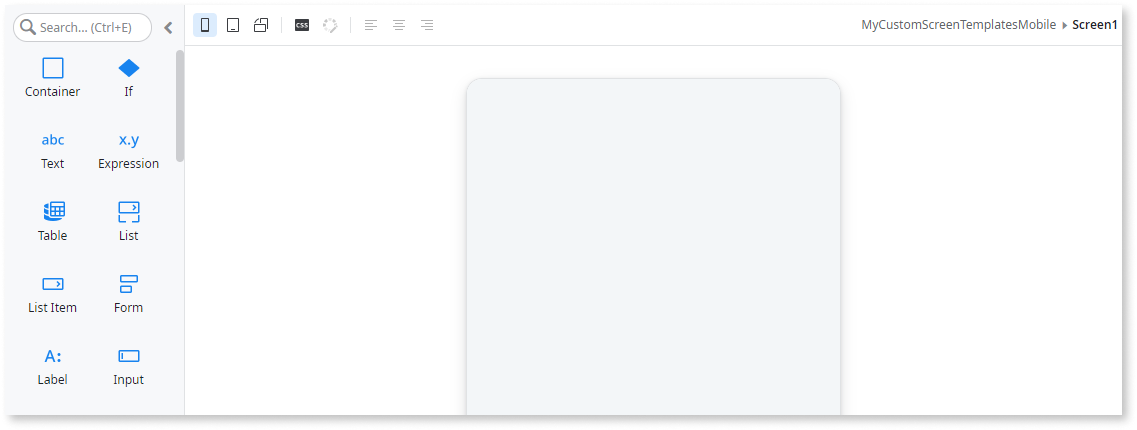 Search... (Ctrl+E)
CSS
MyCustomScreenTemplatesMobile Screen1
Container If
abc x.y
Text Expression
Table List
List Item Form
A:
Label Input